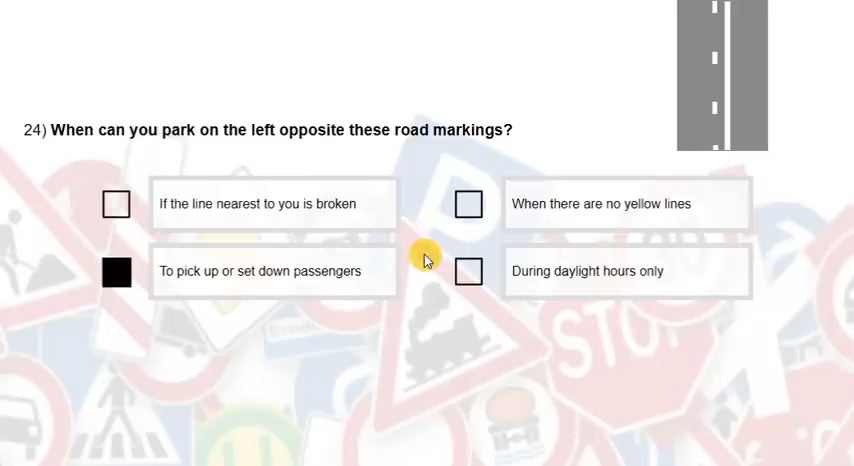 24) When can you park on the left opposite these road markings?
If the line nearest to you is broken
When there are no yellow lines
To pick up or set down passengers
During daylight hours only
P
STOP